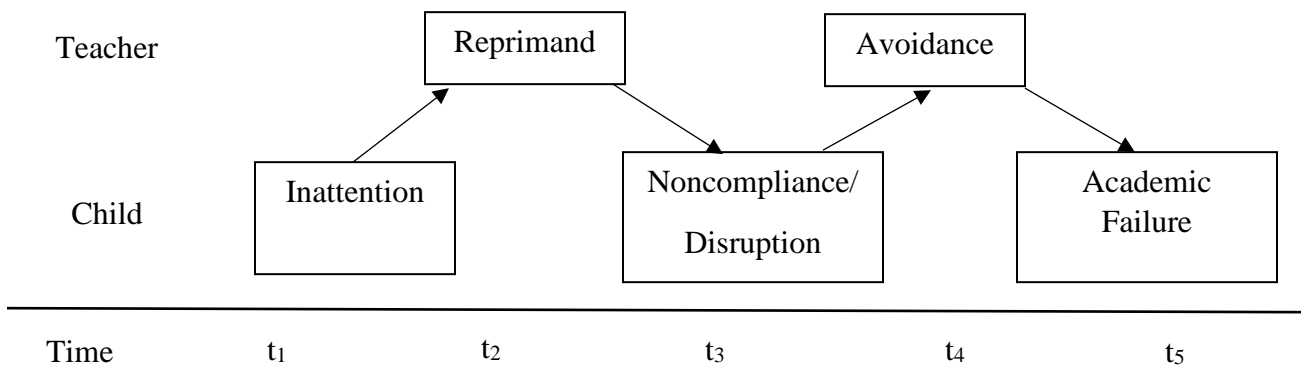 Teacher
Reprimand
Avoidance
Child
Inattention
Noncompliance/
Disruption
Academic
Failure
Time
t1
t2
t3
t4
t5